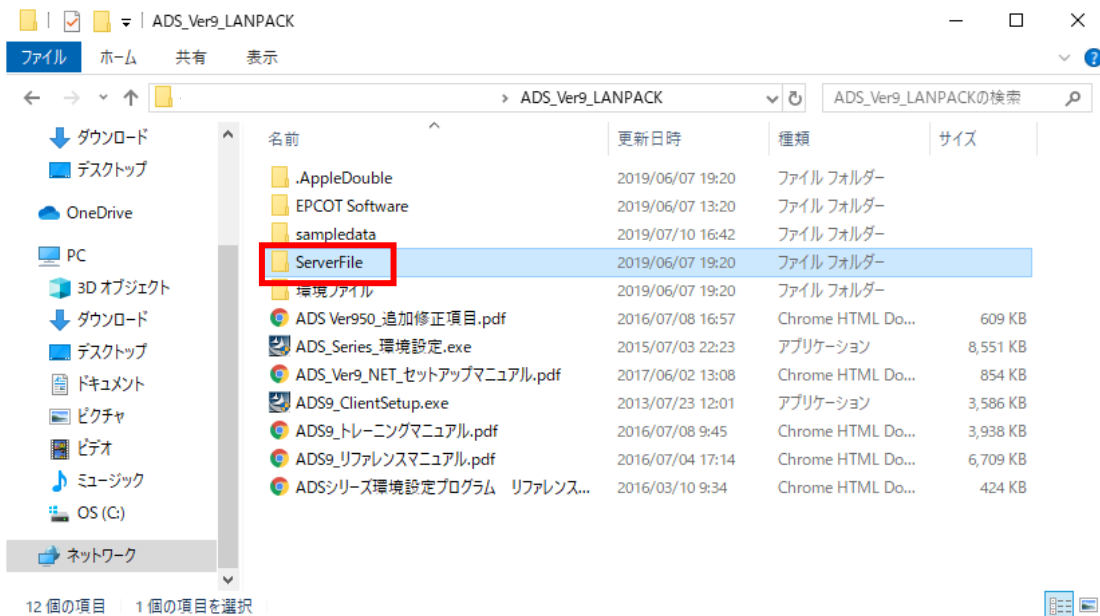 ADS_Ver9_LANPACK
ファイル ホーム 共有 表示
> ADS_Ver9_LANPACK ADS_Ver9_LANPACKの検索
名前 更新日時 種類 サイズ
ダウンロード
デスクトップ
OneDrive
PC
3D オブジェクト
ダウンロード
デスクトップ
ドキュメント
ピクチャ
ビデオ
ミュージック
OS (C:)
ネットワーク
.AppleDouble 2019/06/07 19:20 ファイル フォルダー
EPCOT Software 2019/06/07 13:20 ファイル フォルダー
sampledata 2019/07/10 16:42 ファイル フォルダー
ServerFile 2019/06/07 19:20 ファイル フォルダー
環境ファイル 2019/06/07 19:20 ファイル フォルダー
ADS Ver950_追加修正項目.pdf 2016/07/08 16:57 Chrome HTML Do... 609 KB
ADS_Series_環境設定.exe 2015/07/03 22:23 アプリケーション 8,551 KB
ADS_Ver9_NET_セットアップマニュアル.pdf 2017/06/02 13:08 Chrome HTML Do... 854 KB
ADS9_ClientSetup.exe 2013/07/23 12:01 アプリケーション 3,586 KB
ADS9_トレーニングマニュアル.pdf 2016/07/08 9:45 Chrome HTML Do... 3,938 KB
ADS9_リファレンスマニュアル.pdf 2016/07/04 17:14 Chrome HTML Do... 6,709 KB
ADSシリーズ環境設定プログラム　リファレンス... 2016/03/10 9:34 Chrome HTML Do... 424 KB
12 個の項目 1 個の項目を選択